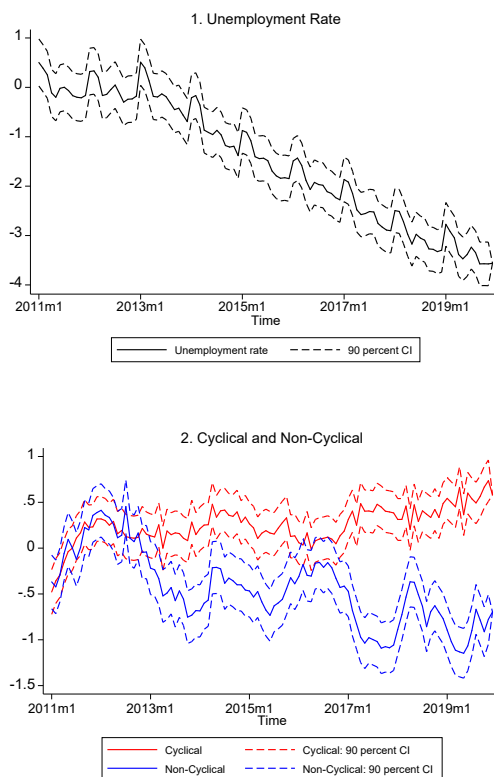 1. Unemployment Rate
1
0
-1
-2
-3
-4
2011m1 2013m1 2015m1 2017m1 2019m1
Time
Unemployment rate 90 percent CI
2. Cyclical and Non-Cyclical
1
.5
0
-.5
-1
-1.5
2011m1 2013m1 2015m1 2017m1 2019m1
Time
Cyclical Cyclical: 90 percent CI
Non-Cyclical Non-Cyclical: 90 percent CI